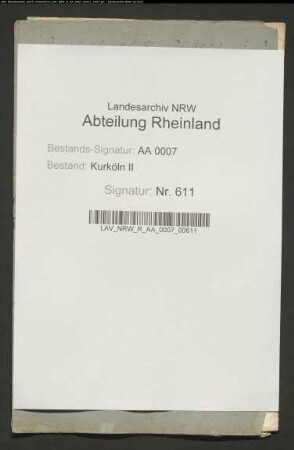 Landesarchiv NRW
Abteilung Rheinland
Bestands-Signatur: AA 0007
Bestand: Kurköln II
Signatur: Nr. 611
LAV_NRW_R_AA_0007_00611